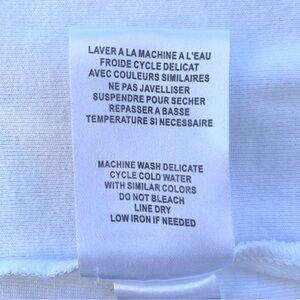 LAVER A LA MACHINE A L'EAU
FROIDE CYCLE DELICAT
AVEC COULEURS SIMILAIRES
NE PAS JAVELLISER
SUSPENDRE POUR SECHER
REPASSER A BASSE
TEMPERATURE SI NECESSAIRE
MACHINE WASH DELICATE
CYCLE COLD WATER
WITH SIMILAR COLORS
DO NOT BLEACH
LINE DRY
LOW IRON IF NEEDED